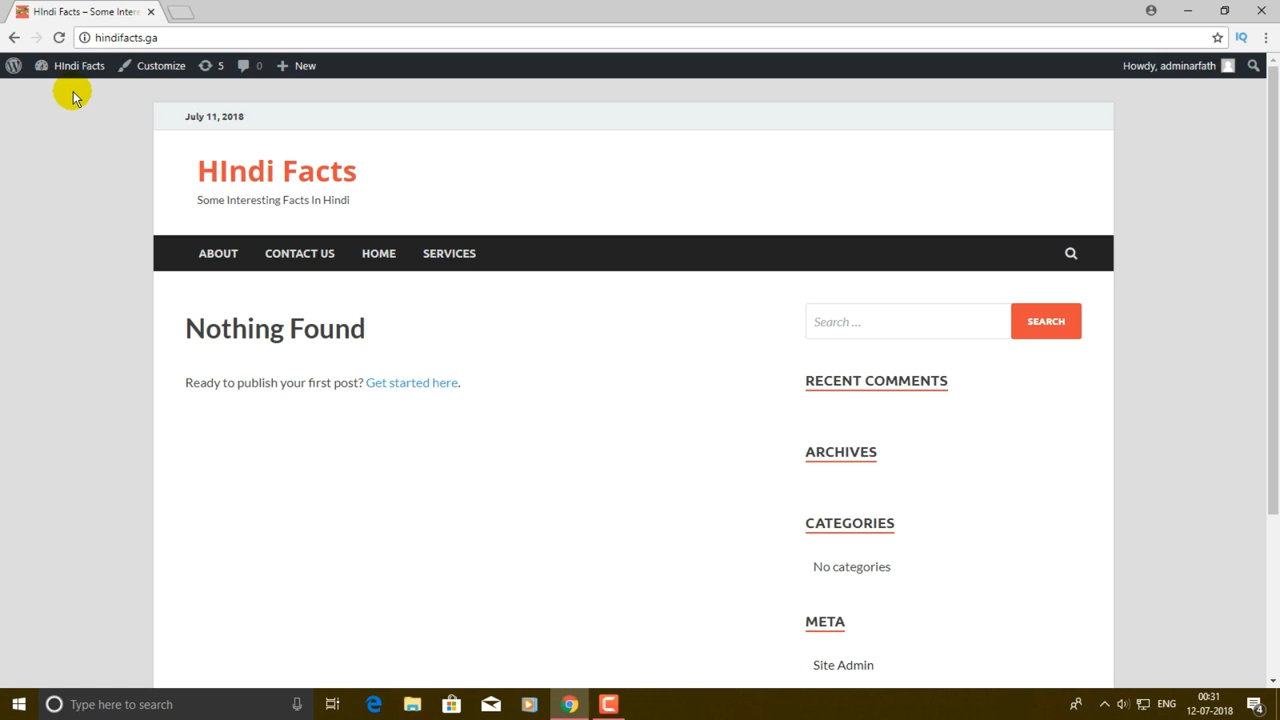 HIndi Facts – Some Inter
hindifacts.ga
HIndi Facts Customize 5 0 New Howdy, adminarfath
July 11, 2018
HIndi Facts
Some Interesting Facts In Hindi
ABOUT CONTACT US HOME SERVICES
Nothing Found
Ready to publish your first post? Get started here.
Search ... SEARCH
RECENT COMMENTS
ARCHIVES
CATEGORIES
No categories
META
Site Admin
Type here to search
ENG
00:31
12-07-2018
4